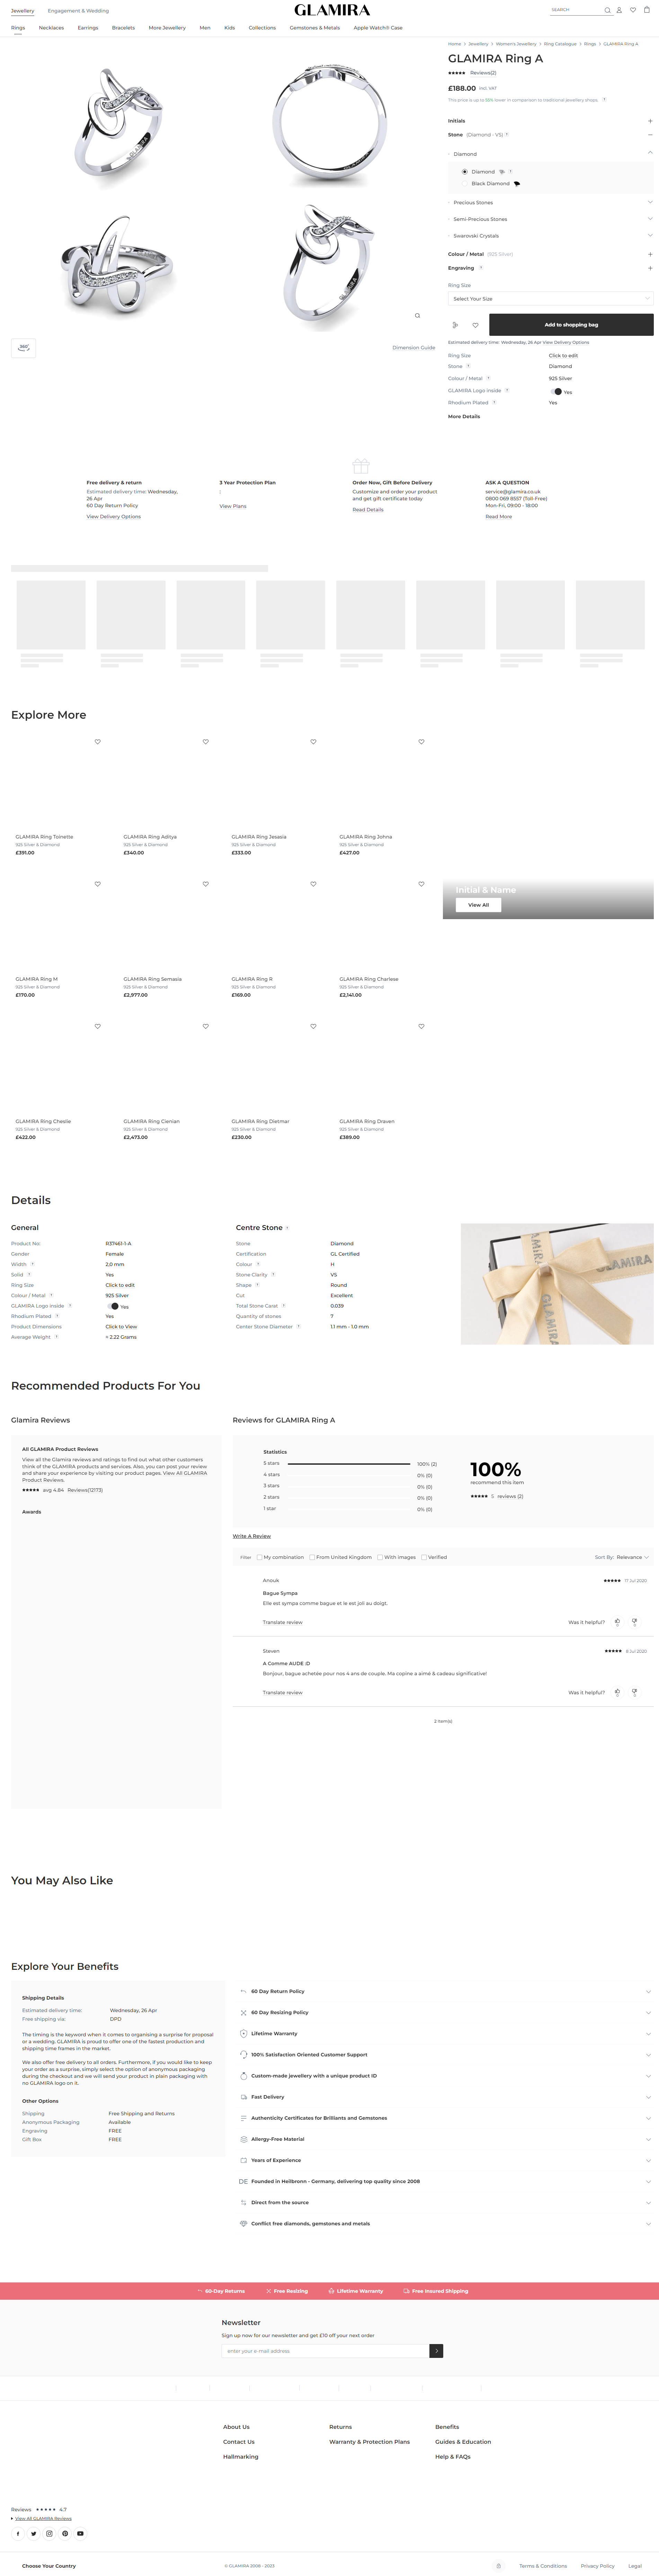 Jewellery Engagement & Wedding
GLAMIRA
SEARCH
Rings Necklaces Earrings Bracelets More Jewellery Men Kids Collections Gemstones & Metals Apple Watch® Case
Home > Jewellery > Women's Jewellery > Ring Catalogue > Rings > GLAMIRA Ring A
GLAMIRA Ring A
★★★★★ Reviews(2)
£188.00 incl. VAT
This price is up to 55% lower in comparison to traditional jewellery shops. ?
Initials +
Stone (Diamond - VS) ? −
Diamond
Diamond ?
Black Diamond
Precious Stones
Semi-Precious Stones
Swarovski Crystals
Colour / Metal (925 Silver) +
Engraving ? +
Ring Size
Select Your Size
Add to shopping bag
Estimated delivery time: Wednesday, 26 Apr View Delivery Options
Ring Size Click to edit
Stone ? Diamond
Colour / Metal ? 925 Silver
GLAMIRA Logo inside ? Yes
Rhodium Plated ? Yes
More Details
360°
Dimension Guide
Free delivery & return
Estimated delivery time: Wednesday,
26 Apr
60 Day Return Policy
View Delivery Options
3 Year Protection Plan
:
View Plans
Order Now, Gift Before Delivery
Customize and order your product
and get gift certificate today
Read Details
ASK A QUESTION
service@glamira.co.uk
0800 069 8557 (Toll-Free)
Mon-Fri, 09:00 - 18:00
Read More
Explore More
GLAMIRA Ring Toinette
925 Silver & Diamond
£391.00
GLAMIRA Ring Aditya
925 Silver & Diamond
£340.00
GLAMIRA Ring Jesasia
925 Silver & Diamond
£333.00
GLAMIRA Ring Johna
925 Silver & Diamond
£427.00
Initial & Name
View All
GLAMIRA Ring M
925 Silver & Diamond
£170.00
GLAMIRA Ring Semasia
925 Silver & Diamond
£2,977.00
GLAMIRA Ring R
925 Silver & Diamond
£169.00
GLAMIRA Ring Charlese
925 Silver & Diamond
£2,141.00
GLAMIRA Ring Cheslie
925 Silver & Diamond
£422.00
GLAMIRA Ring Cienian
925 Silver & Diamond
£2,473.00
GLAMIRA Ring Dietmar
925 Silver & Diamond
£230.00
GLAMIRA Ring Draven
925 Silver & Diamond
£389.00
Details
General
Product No: R37461-1-A
Gender Female
Width ? 2,0 mm
Solid ? Yes
Ring Size Click to edit
Colour / Metal ? 925 Silver
GLAMIRA Logo inside ? Yes
Rhodium Plated ? Yes
Product Dimensions Click to View
Average Weight ? ≈ 2.22 Grams
Centre Stone
Stone Diamond
Certification GL Certified
Colour ? H
Stone Clarity ? VS
Shape ? Round
Cut Excellent
Total Stone Carat ? 0.039
Quantity of stones 7
Center Stone Diameter ? 1.1 mm - 1.0 mm
GLAMIRA
GLAMIRA
Recommended Products For You
Glamira Reviews
All GLAMIRA Product Reviews
View all the Glamira reviews and ratings to find out what other customers
think of the GLAMIRA products and services. Also, you can post your review
and share your experience by visiting our product pages. View All GLAMIRA
Product Reviews.
★★★★★ avg 4.84 Reviews(12173)
Awards
Reviews for GLAMIRA Ring A
Statistics
5 stars 100% (2)
4 stars 0% (0)
3 stars 0% (0)
2 stars 0% (0)
1 star 0% (0)
100%
recommend this item
★★★★★ 5 reviews (2)
Write A Review
Filter My combination From United Kingdom With images Verified Sort By: Relevance
Anouk ★★★★★ 17 Jul 2020
Bague Sympa
Elle est sympa comme bague et le est joli au doigt.
Translate review Was it helpful? 0 0
Steven ★★★★★ 8 Jul 2020
A Comme AUDE :D
Bonjour, bague achetée pour nos 4 ans de couple. Ma copine a aimé & cadeau significative!
Translate review Was it helpful? 0 0
2 Item(s)
You May Also Like
Explore Your Benefits
Shipping Details
Estimated delivery time: Wednesday, 26 Apr
Free shipping via: DPD
The timing is the keyword when it comes to organising a surprise for proposal
or a wedding. GLAMIRA is proud to offer one of the fastest production and
shipping time frames in the market.
We also offer free delivery to all orders. Furthermore, if you would like to keep
your order as a surprise, simply select the option of anonymous packaging
during the checkout and we will send your product in plain packaging with
no GLAMIRA logo on it.
Other Options
Shipping Free Shipping and Returns
Anonymous Packaging Available
Engraving FREE
Gift Box FREE
60 Day Return Policy
60 Day Resizing Policy
Lifetime Warranty
100% Satisfaction Oriented Customer Support
Custom-made jewellery with a unique product ID
Fast Delivery
Authenticity Certificates for Brilliants and Gemstones
Allergy-Free Material
Years of Experience
DE Founded in Heilbronn - Germany, delivering top quality since 2008
Direct from the source
Conflict free diamonds, gemstones and metals
60-Day Returns Free Resizing Lifetime Warranty Free Insured Shipping
Newsletter
Sign up now for our newsletter and get £10 off your next order
enter your e-mail address
About Us Returns Benefits
Contact Us Warranty & Protection Plans Guides & Education
Hallmarking Help & FAQs
Reviews ★★★★★ 4.7
View All GLAMIRA Reviews
Choose Your Country © GLAMIRA 2008 - 2023 Terms & Conditions Privacy Policy Legal